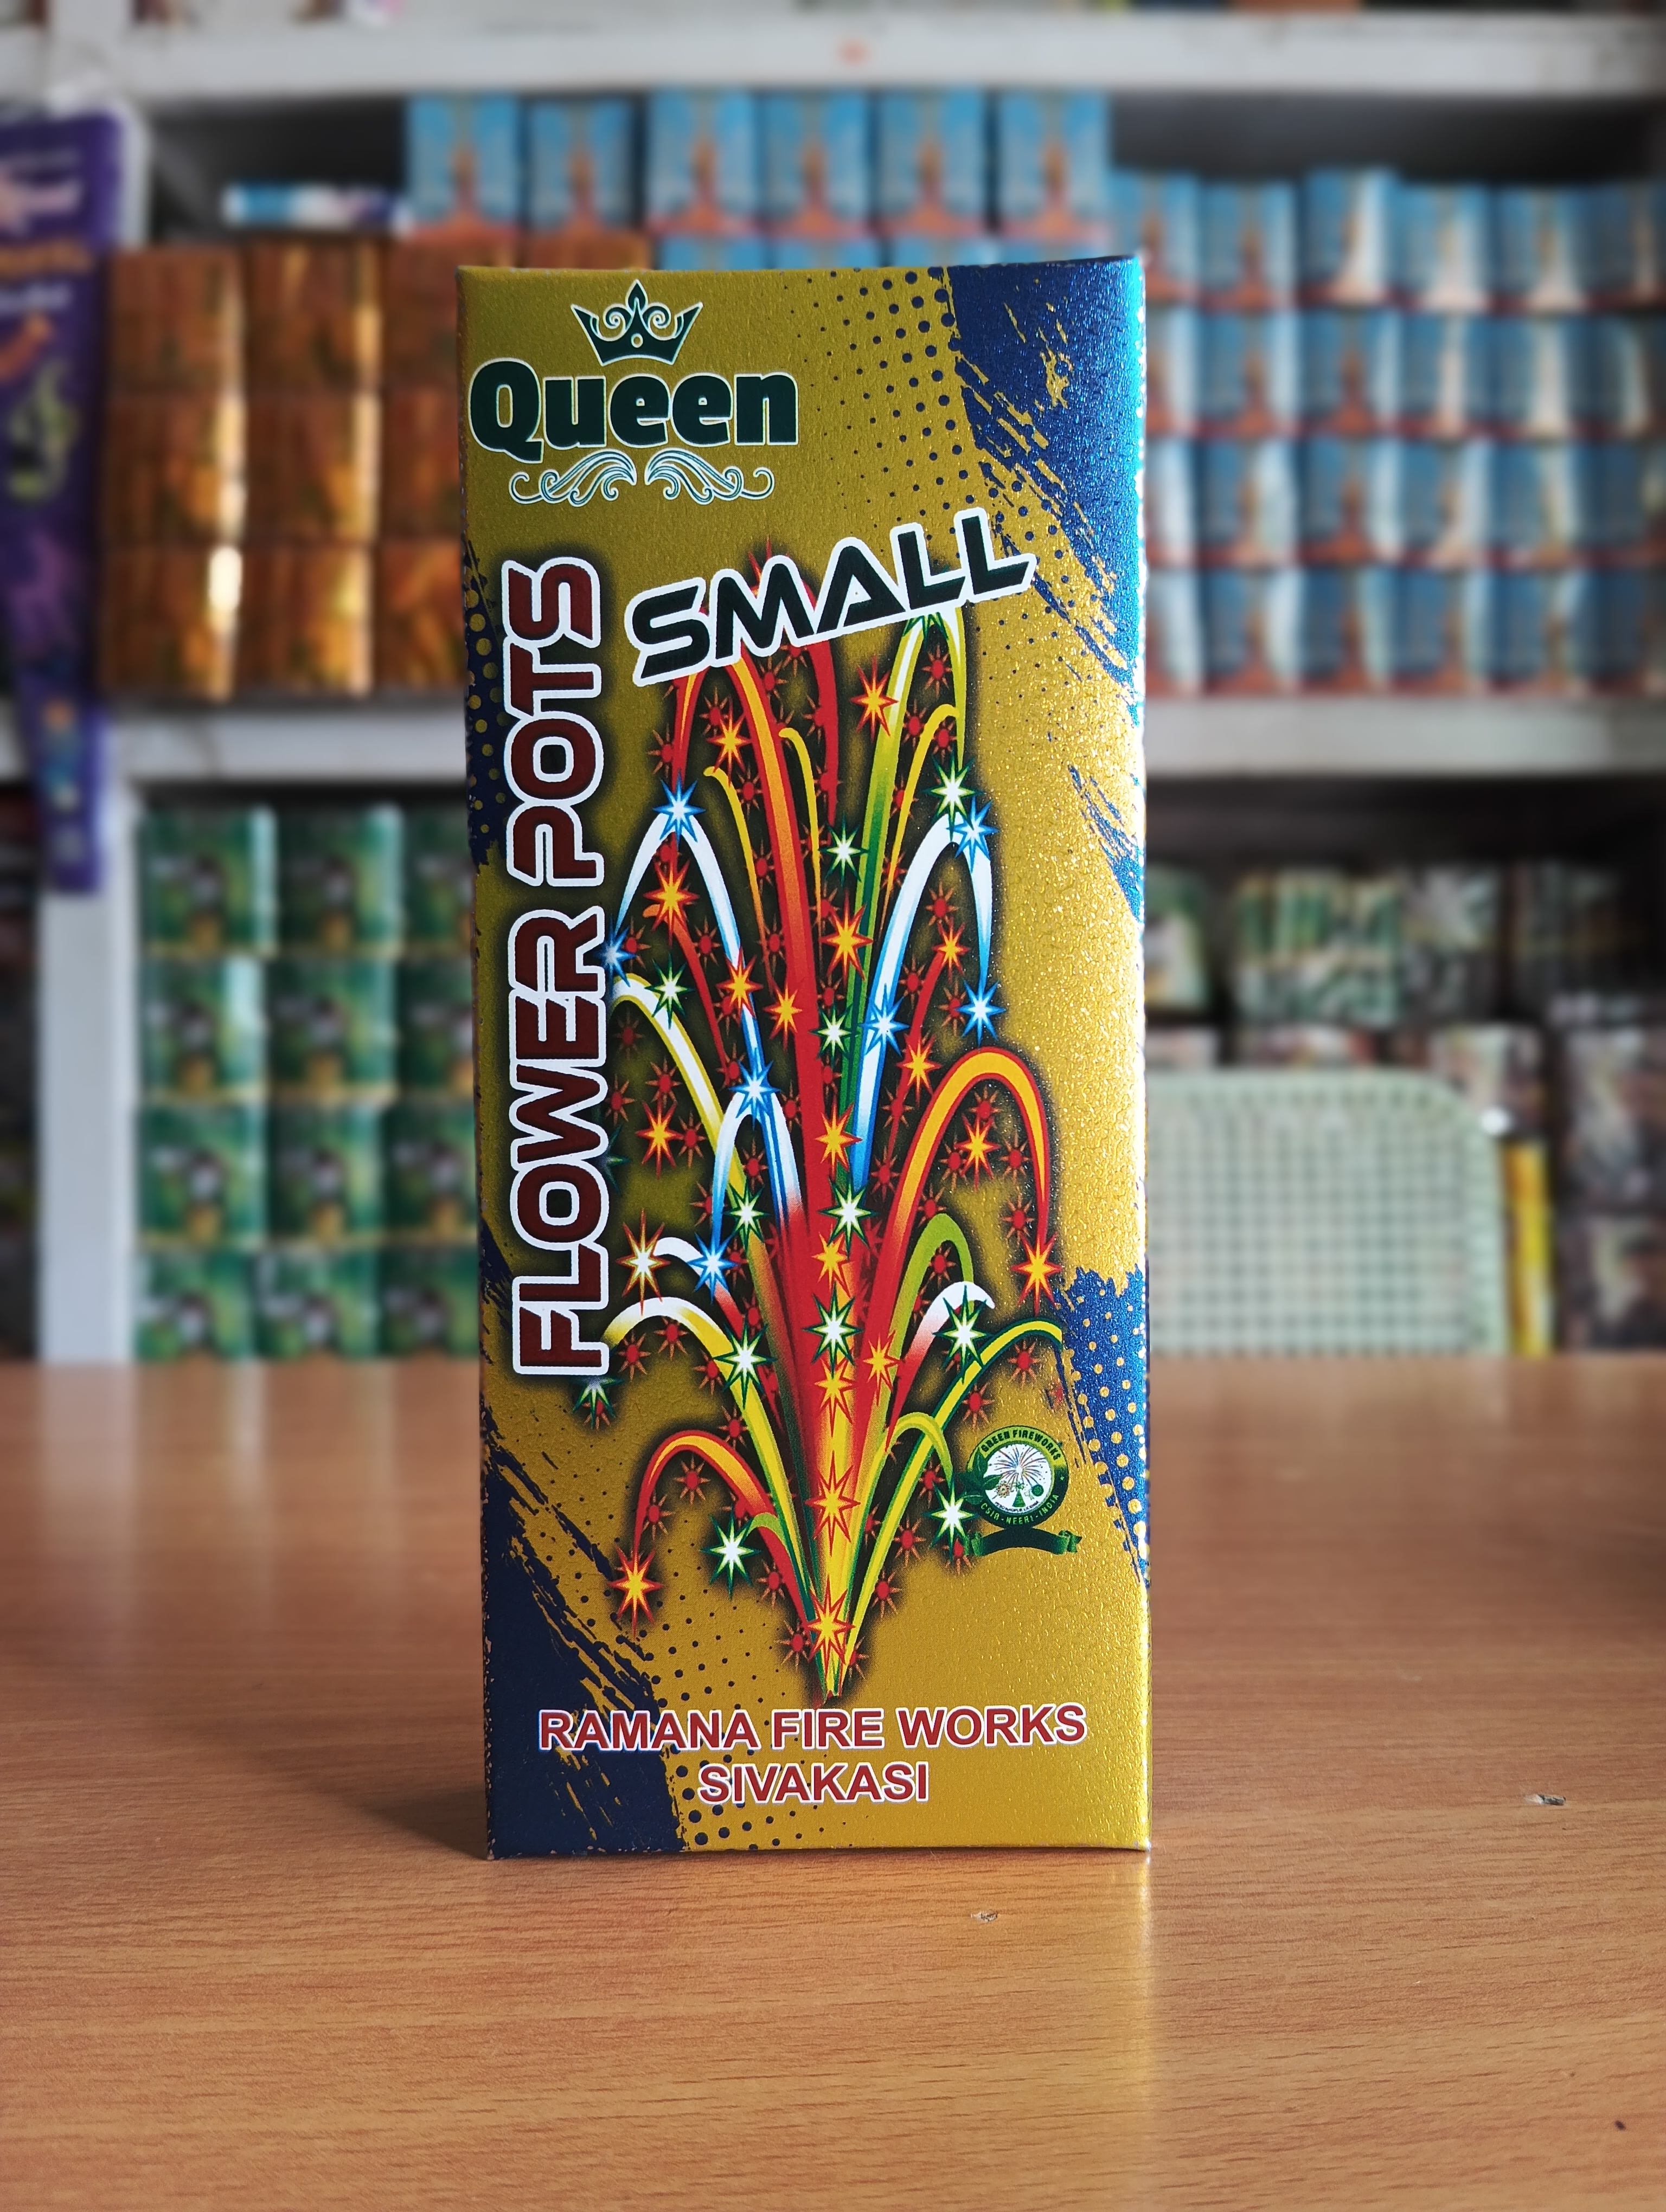 Queen
SMALL
FLOWER POTS
GREEN FIREWORKS
CSIR-NEERI-INDIA
RAMANA FIRE WORKS
SIVAKASI